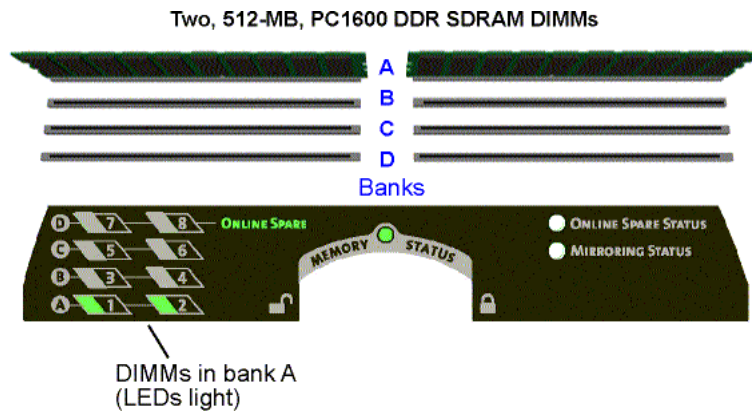 Two, 512-MB, PC1600 DDR SDRAM DIMMs
A
B
C
D
Banks
D 7 8 ONLINE SPARE
C 5 6
B 3 4
A 1 2
MEMORY STATUS
ONLINE SPARE STATUS
MIRRORING STATUS
DIMMs in bank A
(LEDs light)